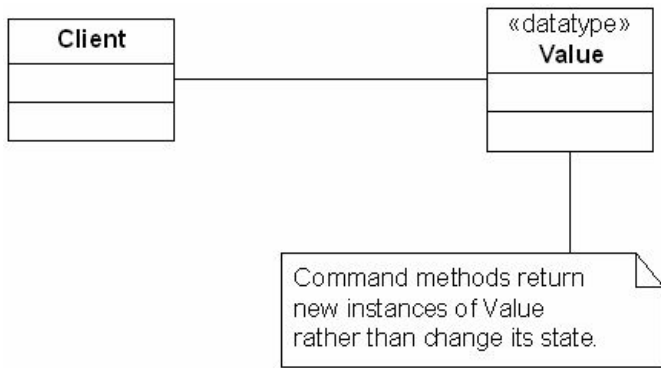 Client
«datatype»
Value
Command methods return
new instances of Value
rather than change its state.